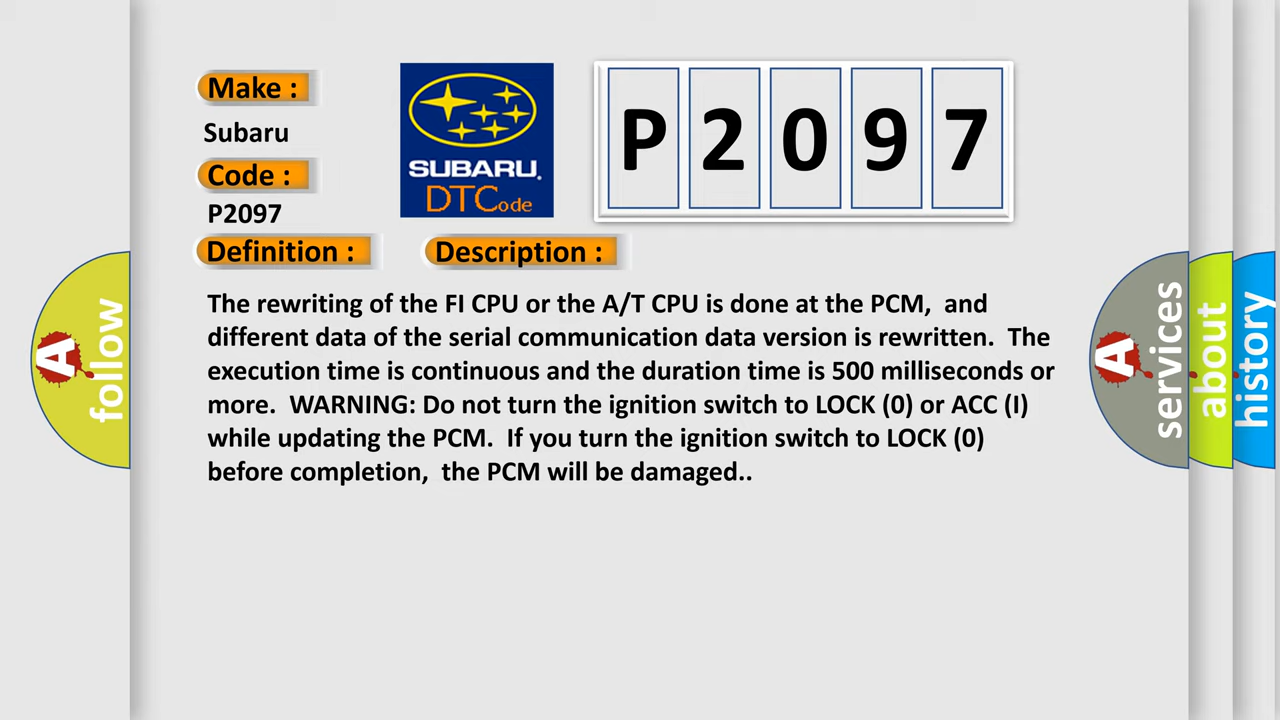 Make :
Subaru
Code :
P2097
SUBARU
DTCode
P 2 0 9 7
Definition :
Description :
The rewriting of the FI CPU or the A/T CPU is done at the PCM, and
different data of the serial communication data version is rewritten. The
execution time is continuous and the duration time is 500 milliseconds or
more. WARNING: Do not turn the ignition switch to LOCK (0) or ACC (I)
while updating the PCM. If you turn the ignition switch to LOCK (0)
before completion, the PCM will be damaged..
A follow
A services
about
history